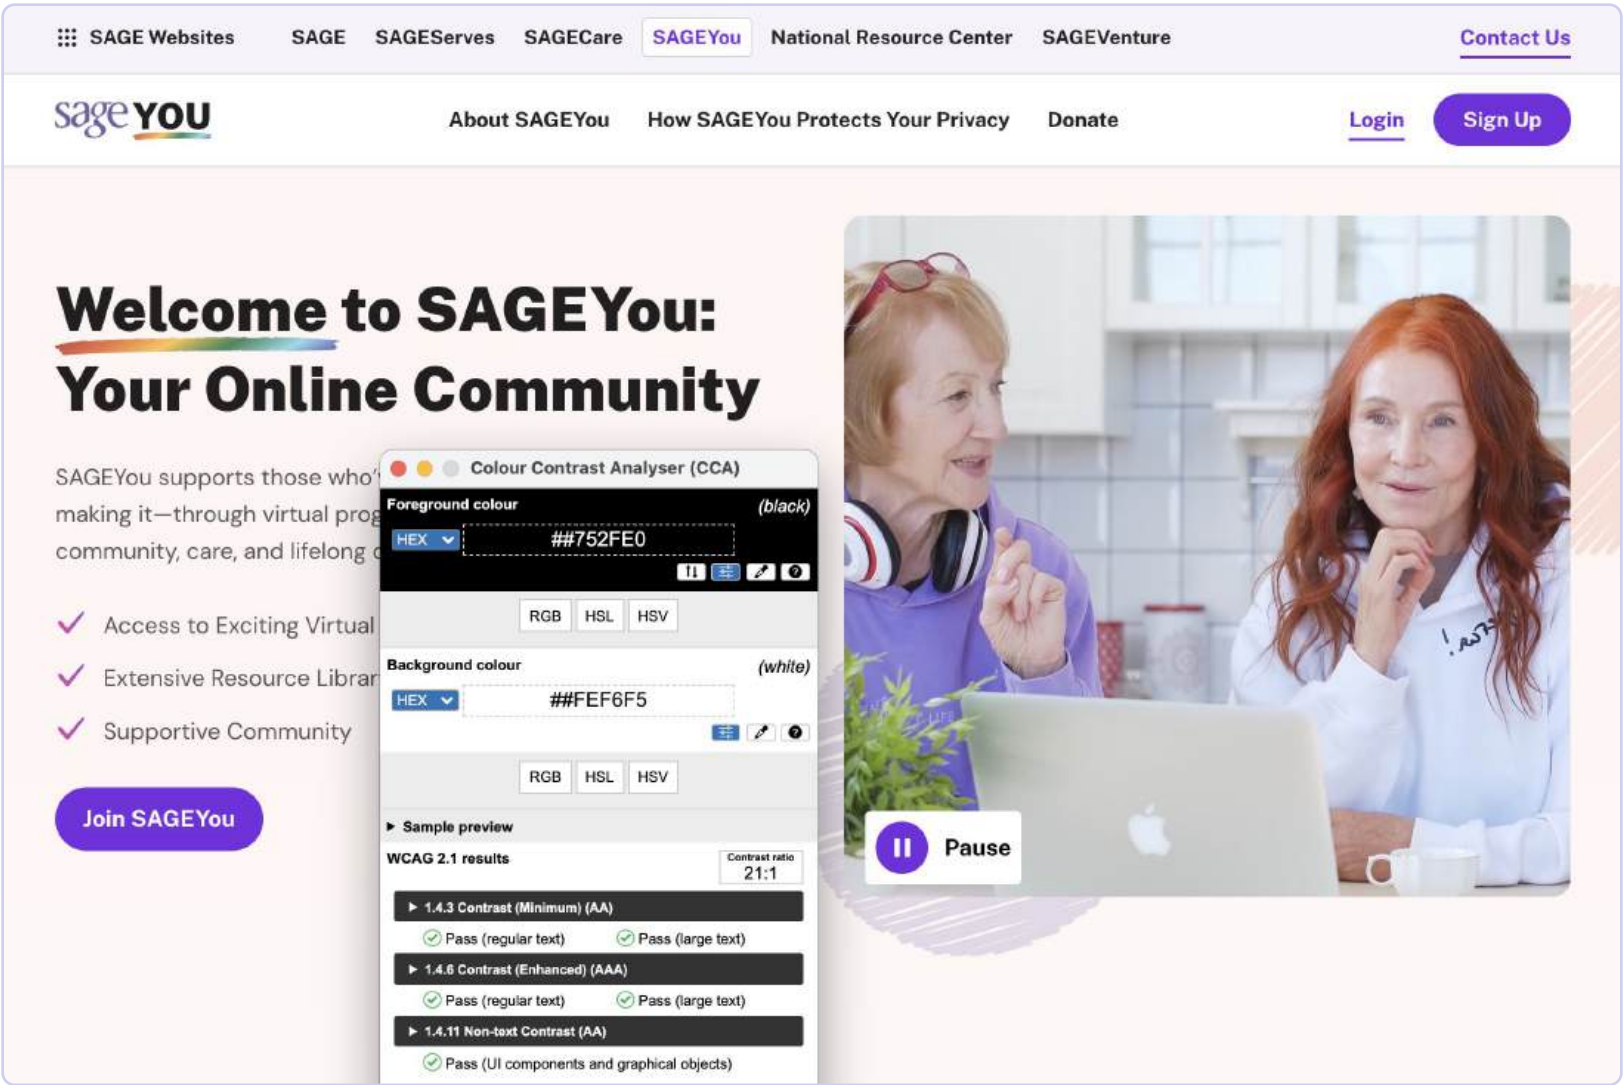 SAGE Websites SAGE SAGEServes SAGECare SAGEYou National Resource Center SAGEVenture Contact Us
sage YOU About SAGEYou How SAGEYou Protects Your Privacy Donate Login Sign Up
Welcome to SAGEYou:
Your Online Community
SAGEYou supports those who'
making it—through virtual prog
community, care, and lifelong
Access to Exciting Virtual
Extensive Resource Librar
Supportive Community
Join SAGEYou
Colour Contrast Analyser (CCA)
Foreground colour (black)
HEX ##752FE0
RGB HSL HSV
Background colour (white)
HEX ##FEF6F5
RGB HSL HSV
Sample preview
WCAG 2.1 results Contrast ratio
21:1
1.4.3 Contrast (Minimum) (AA)
Pass (regular text) Pass (large text)
1.4.6 Contrast (Enhanced) (AAA)
Pass (regular text) Pass (large text)
1.4.11 Non-text Contrast (AA)
Pass (UI components and graphical objects)
Pause